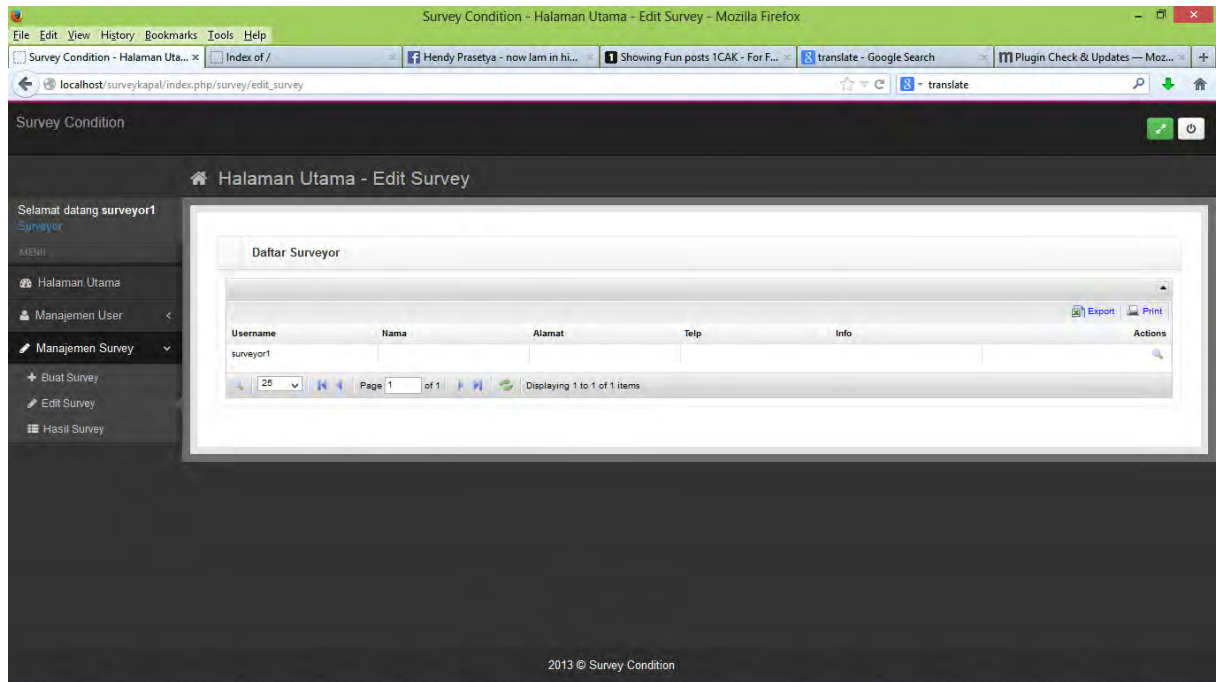 Survey Condition - Halaman Utama - Edit Survey - Mozilla Firefox
File Edit View History Bookmarks Tools Help
Survey Condition - Halaman Uta...
Index of /
Hendy Prasetya - now Iam in hi...
1 Showing Fun posts 1CAK - For F...
8 translate - Google Search
m Plugin Check & Updates — Moz...
localhost/surveykapal/index.php/survey/edit_survey
8 translate
Survey Condition
Halaman Utama - Edit Survey
Selamat datang surveyor1
Surveyor
MENU
Halaman Utama
Manajemen User
Manajemen Survey
Buat Survey
Edit Survey
Hasil Survey
Daftar Surveyor
Export Print
Username Nama Alamat Telp Info Actions
surveyor1
25 Page 1 of 1 Displaying 1 to 1 of 1 items
2013 © Survey Condition